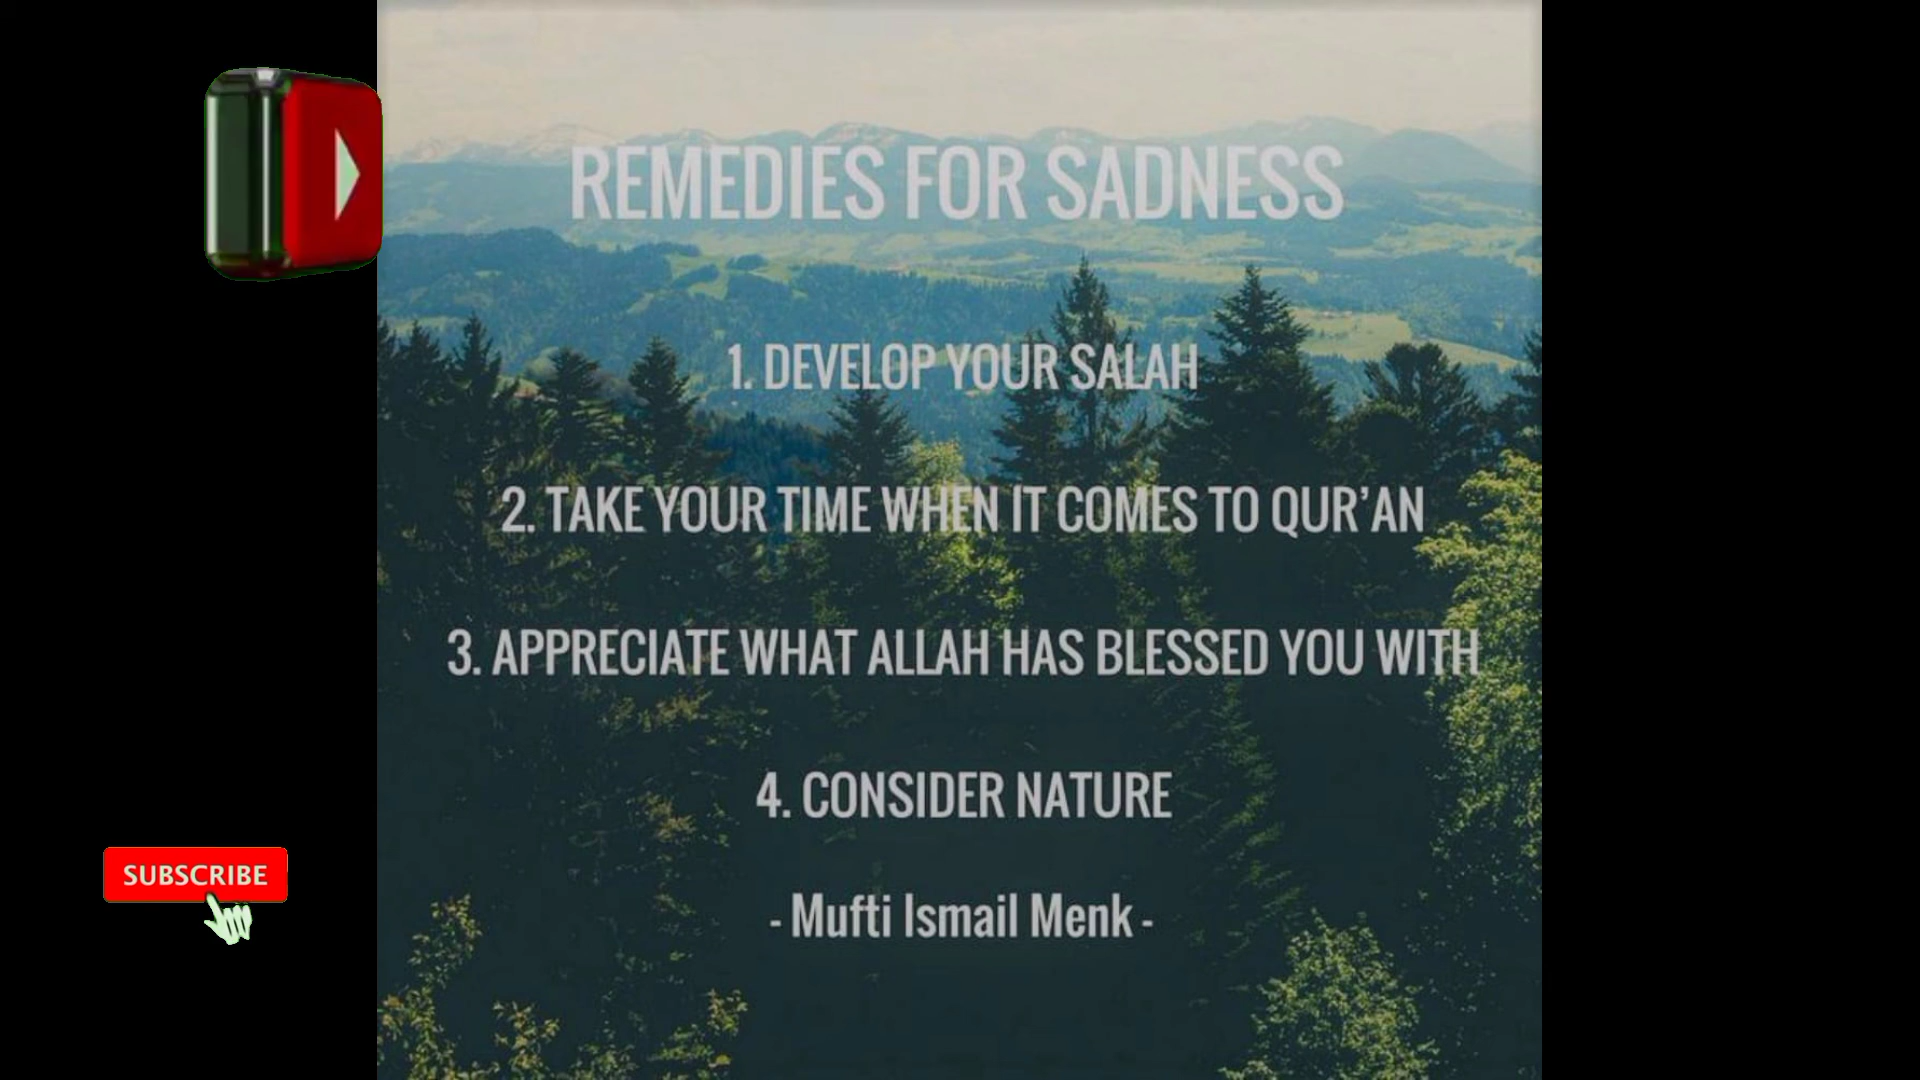 REMEDIES FOR SADNESS
1. DEVELOP YOUR SALAH
2. TAKE YOUR TIME WHEN IT COMES TO QUR’AN
3. APPRECIATE WHAT ALLAH HAS BLESSED YOU WITH
4. CONSIDER NATURE
- Mufti Ismail Menk -
SUBSCRIBE